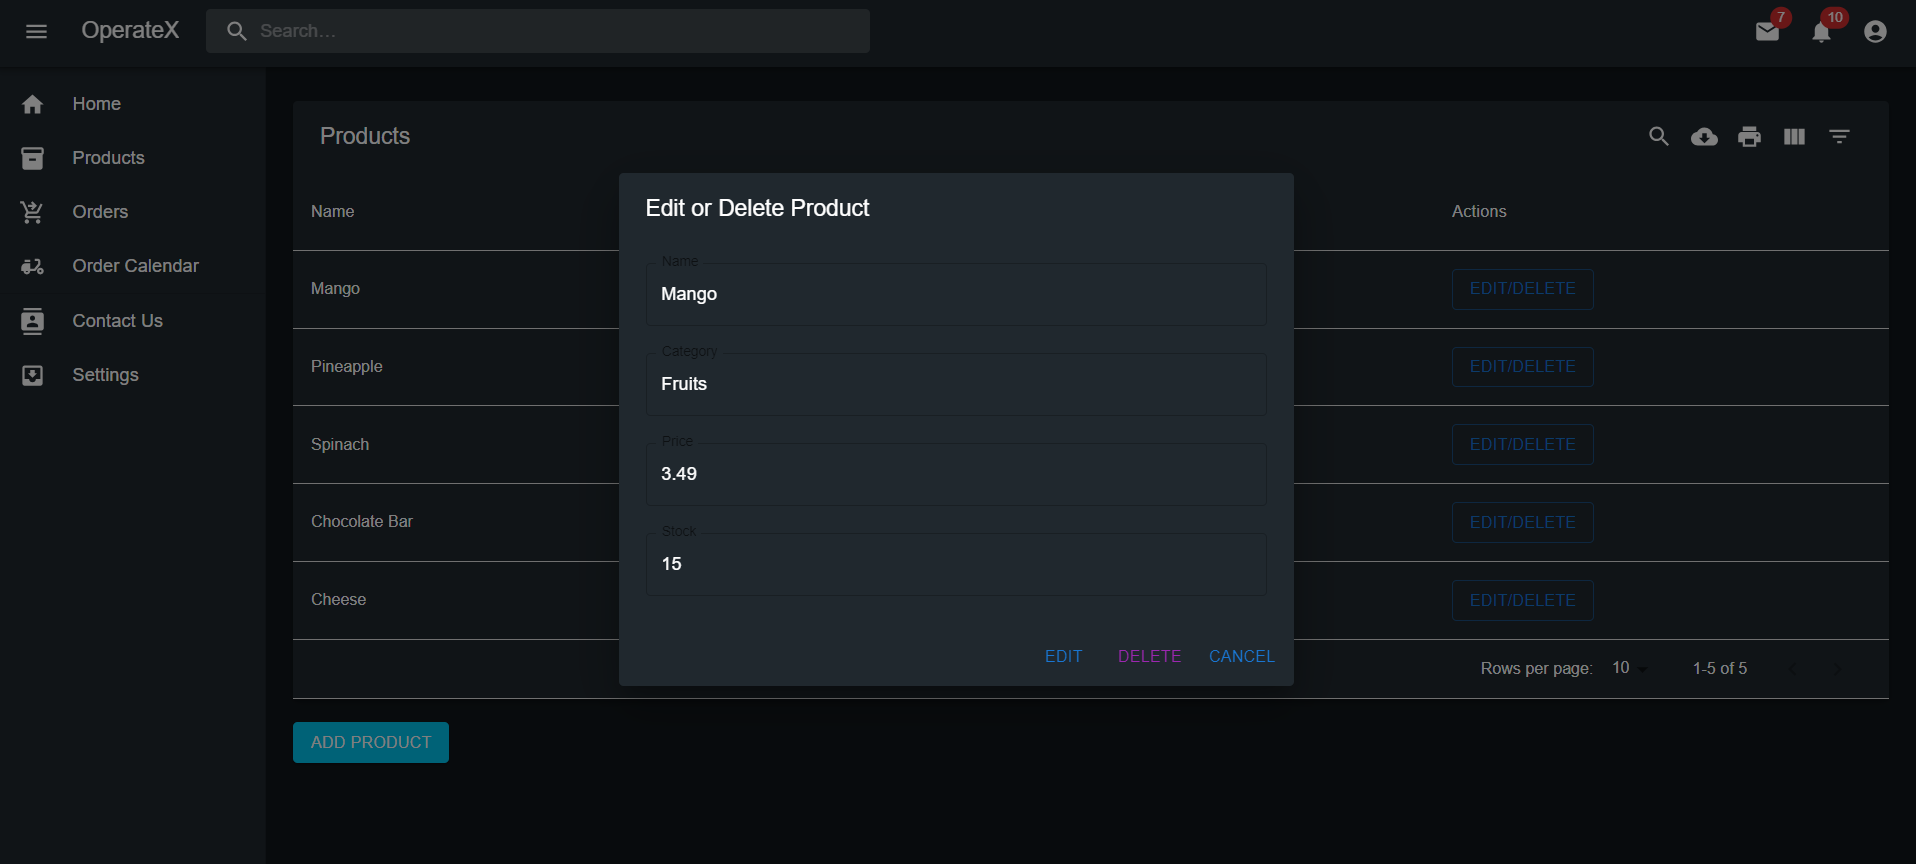 OperateX
Search…
7
10
Home
Products
Orders
Order Calendar
Contact Us
Settings
Products
Name
Actions
Mango
EDIT/DELETE
Pineapple
EDIT/DELETE
Spinach
EDIT/DELETE
Chocolate Bar
EDIT/DELETE
Cheese
EDIT/DELETE
Rows per page: 10
1-5 of 5
ADD PRODUCT
Edit or Delete Product
Name
Mango
Category
Fruits
Price
3.49
Stock
15
EDIT DELETE CANCEL